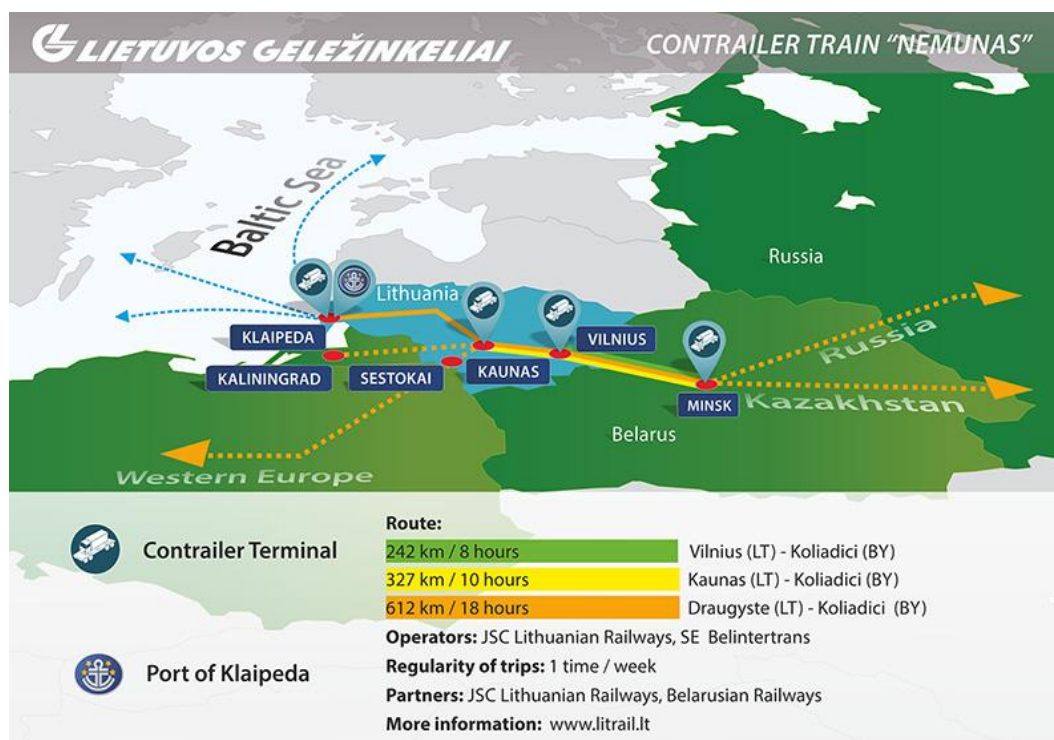 LIETUVOS GELEŽINKELIAI
CONTRAILER TRAIN "NEMUNAS"
Baltic Sea
Russia
Lithuania
KLAIPEDA
VILNIUS
KALININGRAD
SESTOKAI
KAUNAS
MINSK
Russia
Kazakhstan
Belarus
Western Europe
Contrailer Terminal
Route:
242 km / 8 hours Vilnius (LT) - Koliadici (BY)
327 km / 10 hours Kaunas (LT) - Koliadici (BY)
612 km / 18 hours Draugyste (LT) - Koliadici (BY)
Operators: JSC Lithuanian Railways, SE Belintertrans
Port of Klaipeda
Regularity of trips: 1 time / week
Partners: JSC Lithuanian Railways, Belarusian Railways
More information: www.litrail.lt